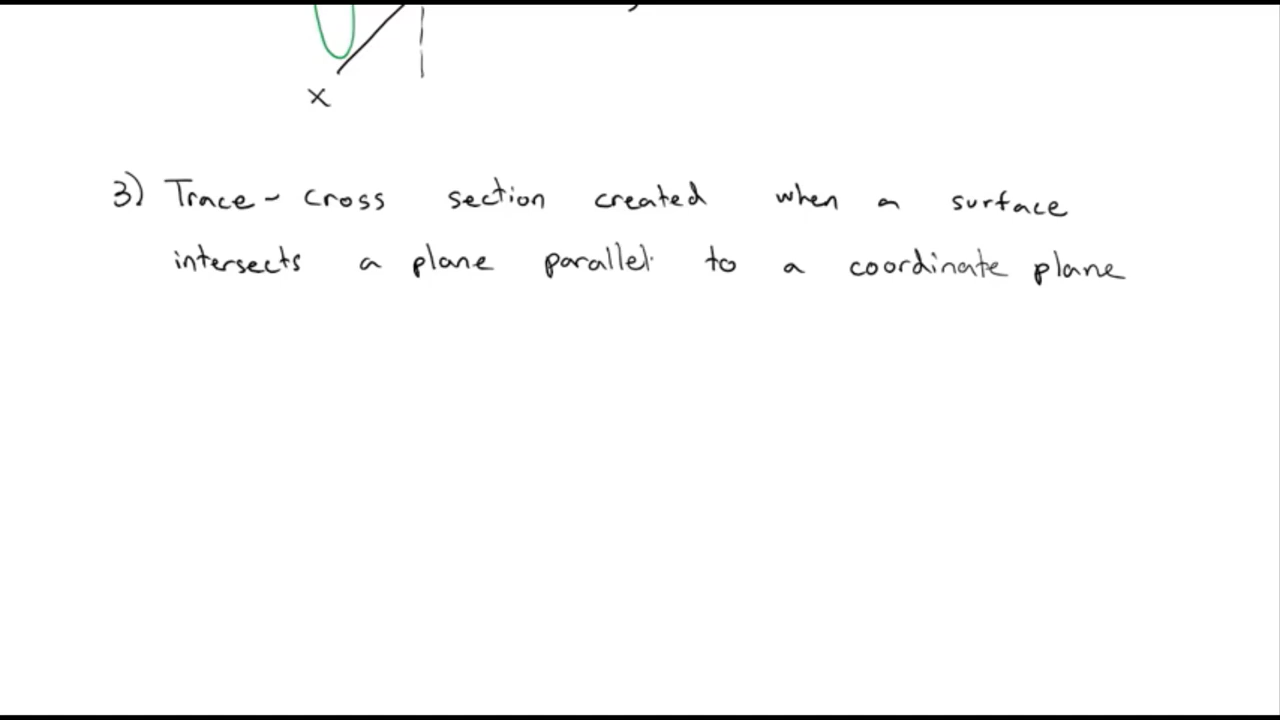 x
3) Trace - cross section created when a surface
intersects a plane parallel to a coordinate plane